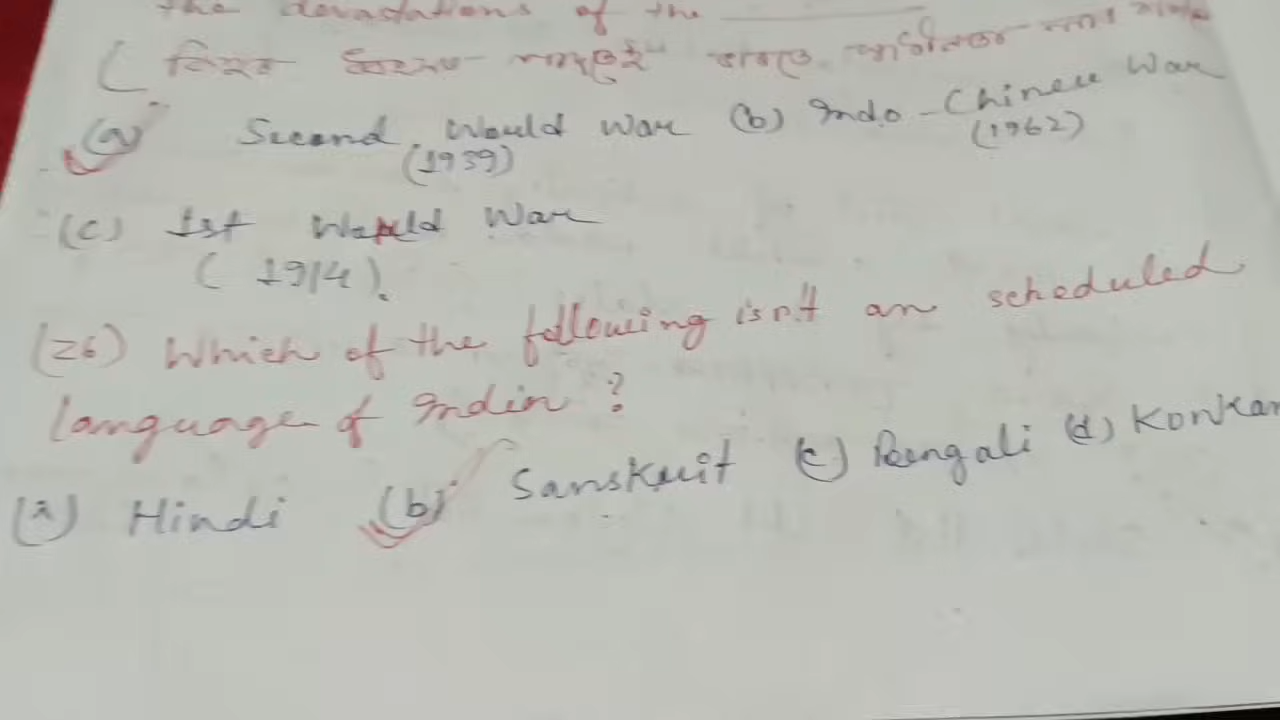 the devastations of the
(a) Second World War (b) Indo - Chinese War
(1939) (1962)
(c) 1st World War
( 1914 ).
(26) Which of the following isn't an scheduled
language of India ?
(a) Hindi (b) Sanskrit (c) Bengali (d) Konkan